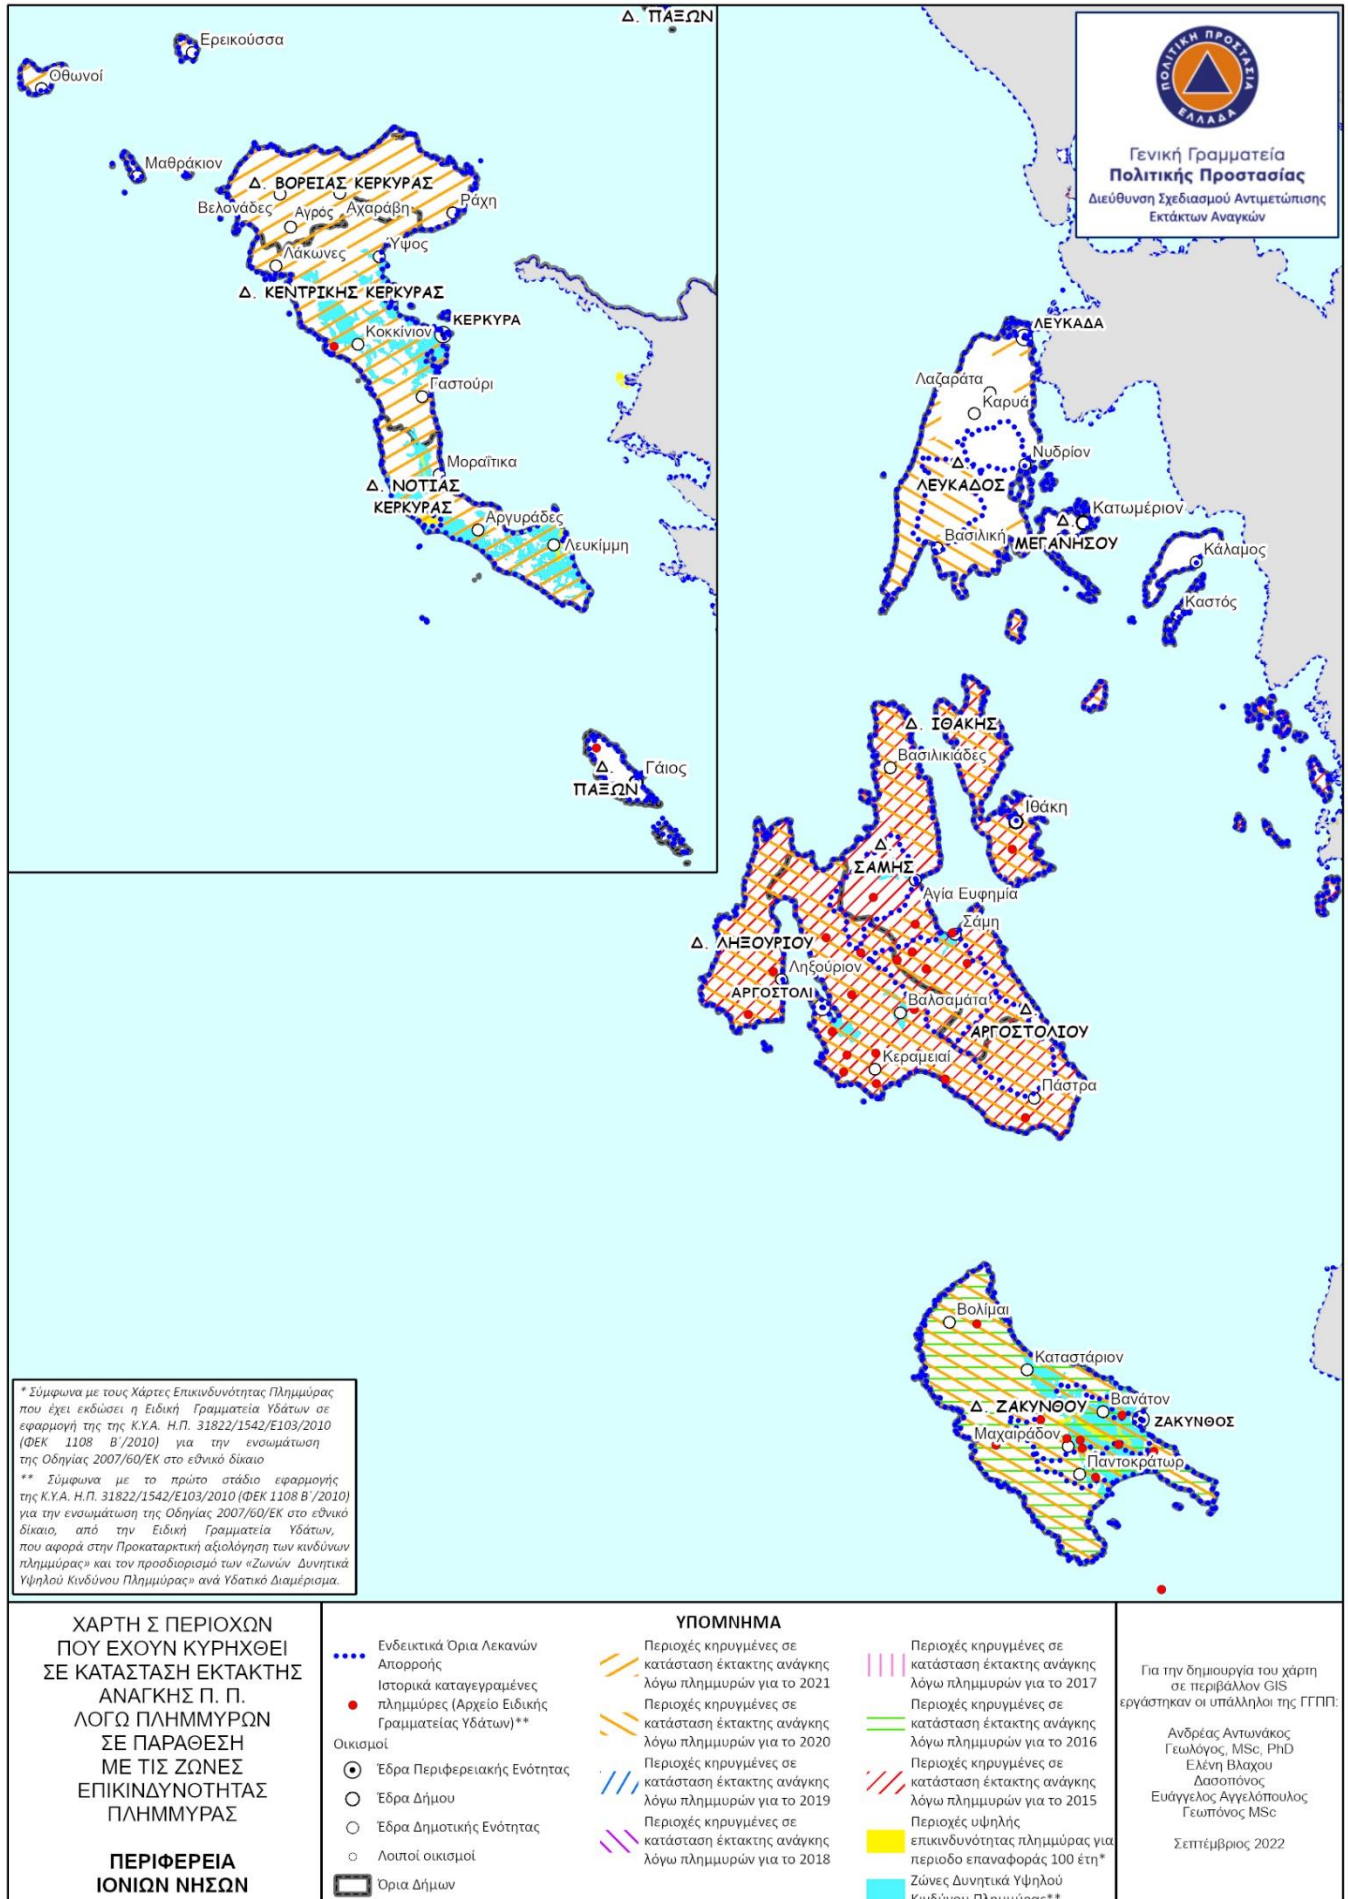 Δ. ΠΑΞΩΝ
Ερεικούσσα
Οθωνοί
Μαθράκιον
Δ. ΒΟΡΕΙΑΣ ΚΕΡΚΥΡΑΣ
Βελονάδες
Αγρός
Αχαράβη
Ράχη
Λάκωνες
Ύψος
Δ. ΚΕΝΤΡΙΚΗΣ ΚΕΡΚΥΡΑΣ
ΚΕΡΚΥΡΑ
Κοκκίνιον
Γαστούρι
Μοραΐτικα
Δ. ΝΟΤΙΑΣ
ΚΕΡΚΥΡΑΣ
Αργυράδες
Λευκίμμη
Γάιος
Δ.
ΠΑΞΩΝ
ΠΟΛΙΤΙΚΗ ΠΡΟΣΤΑΣΙΑ
ΕΛΛΑΔΑ
Γενική Γραμματεία
Πολιτικής Προστασίας
Διεύθυνση Σχεδιασμού Αντιμετώπισης
Εκτάκτων Αναγκών
ΛΕΥΚΑΔΑ
Λαζαράτα
Καρυά
Νυδρίον
Δ.
ΛΕΥΚΑΔΟΣ
Κατωμέριον
Δ.
ΜΕΓΑΝΗΣΟΥ
Βασιλική
Κάλαμος
Καστός
Δ. ΙΘΑΚΗΣ
Βασιλικιάδες
Ιθάκη
Δ.
ΣΑΜΗΣ
Αγία Ευφημία
Σάμη
Δ. ΛΗΞΟΥΡΙΟΥ
Ληξούριον
ΑΡΓΟΣΤΟΛΙ
Βαλσαμάτα
Δ.
ΑΡΓΟΣΤΟΛΙΟΥ
Κεραμειαί
Πάστρα
Βολίμαι
Καταστάριον
Βανάτον
Δ. ΖΑΚΥΝΘΟΥ
ΖΑΚΥΝΘΟΣ
Μαχαιράδον
Παντοκράτωρ
* Σύμφωνα με τους Χάρτες Επικινδυνότητας Πλημμύρας
που έχει εκδώσει η Ειδική Γραμματεία Υδάτων σε
εφαρμογή της της Κ.Υ.Α. Η.Π. 31822/1542/Ε103/2010
(ΦΕΚ 1108 Β΄/2010) για την ενσωμάτωση
της Οδηγίας 2007/60/ΕΚ στο εθνικό δίκαιο
** Σύμφωνα με το πρώτο στάδιο εφαρμογής
της Κ.Υ.Α. Η.Π. 31822/1542/Ε103/2010 (ΦΕΚ 1108 Β΄/2010)
για την ενσωμάτωση της Οδηγίας 2007/60/ΕΚ στο εθνικό
δίκαιο, από την Ειδική Γραμματεία Υδάτων,
που αφορά στην Προκαταρκτική αξιολόγηση των κινδύνων
πλημμύρας» και τον προσδιορισμό των «Ζωνών Δυνητικά
Υψηλού Κινδύνου Πλημμύρας» ανά Υδατικό Διαμέρισμα.
ΧΑΡΤΗ Σ ΠΕΡΙΟΧΩΝ
ΠΟΥ ΕΧΟΥΝ ΚΥΡΗΧΘΕΙ
ΣΕ ΚΑΤΑΣΤΑΣΗ ΕΚΤΑΚΤΗΣ
ΑΝΑΓΚΗΣ Π. Π.
ΛΟΓΩ ΠΛΗΜΜΥΡΩΝ
ΣΕ ΠΑΡΑΘΕΣΗ
ΜΕ ΤΙΣ ΖΩΝΕΣ
ΕΠΙΚΙΝΔΥΝΟΤΗΤΑΣ
ΠΛΗΜΜΥΡΑΣ
ΠΕΡΙΦΕΡΕΙΑ
ΙΟΝΙΩΝ ΝΗΣΩΝ
ΥΠΟΜΝΗΜΑ
Ενδεικτικά Όρια Λεκανών
Απορροής
Ιστορικά καταγεγραμένες
πλημμύρες (Αρχείο Ειδικής
Γραμματείας Υδάτων)**
Οικισμοί
Έδρα Περιφερειακής Ενότητας
Έδρα Δήμου
Έδρα Δημοτικής Ενότητας
Λοιποί οικισμοί
Όρια Δήμων
Περιοχές κηρυγμένες σε
κατάσταση έκτακτης ανάγκης
λόγω πλημμυρών για το 2021
Περιοχές κηρυγμένες σε
κατάσταση έκτακτης ανάγκης
λόγω πλημμυρών για το 2020
Περιοχές κηρυγμένες σε
κατάσταση έκτακτης ανάγκης
λόγω πλημμυρών για το 2019
Περιοχές κηρυγμένες σε
κατάσταση έκτακτης ανάγκης
λόγω πλημμυρών για το 2018
Περιοχές κηρυγμένες σε
κατάσταση έκτακτης ανάγκης
λόγω πλημμυρών για το 2017
Περιοχές κηρυγμένες σε
κατάσταση έκτακτης ανάγκης
λόγω πλημμυρών για το 2016
Περιοχές κηρυγμένες σε
κατάσταση έκτακτης ανάγκης
λόγω πλημμυρών για το 2015
Περιοχές υψηλής
επικινδυνότητας πλημμύρας για
περιοδο επαναφοράς 100 έτη*
Ζώνες Δυνητικά Υψηλού
Κινδύνου Πλημμύρας**
Για την δημιουργία του χάρτη
σε περιβάλλον GIS
εργάστηκαν οι υπάλληλοι της ΓΓΠΠ:
Ανδρέας Αντωνάκος
Γεωλόγος, MSc, PhD
Ελένη Βλαχου
Δασοπόνος
Ευάγγελος Αγγελόπουλος
Γεωπόνος MSc
Σεπτέμβριος 2022